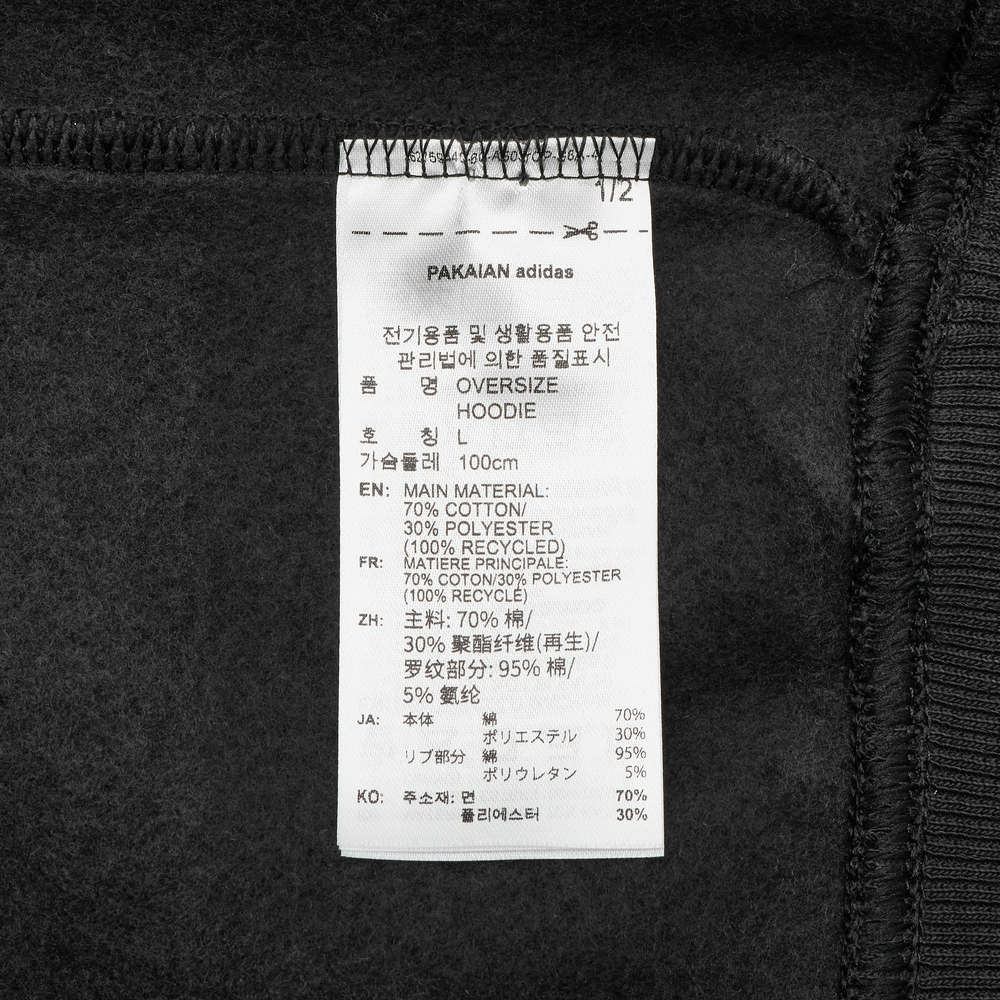 1/2
PAKAIAN adidas
전기용품 및 생활용품 안전
관리법에 의한 품질표시
품 명 OVERSIZE
HOODIE
호 칭 L
가슴둘레 100cm
EN: MAIN MATERIAL:
70% COTTON/
30% POLYESTER
(100% RECYCLED)
FR: MATIERE PRINCIPALE:
70% COTON/30% POLYESTER
(100% RECYCLÉ)
ZH: 主料: 70% 棉/
30% 聚酯纤维(再生)/
罗纹部分: 95% 棉/
5% 氨纶
JA: 本体 綿 70%
ポリエステル 30%
リブ部分 綿 95%
ポリウレタン 5%
KO: 주소재: 면 70%
폴리에스터 30%